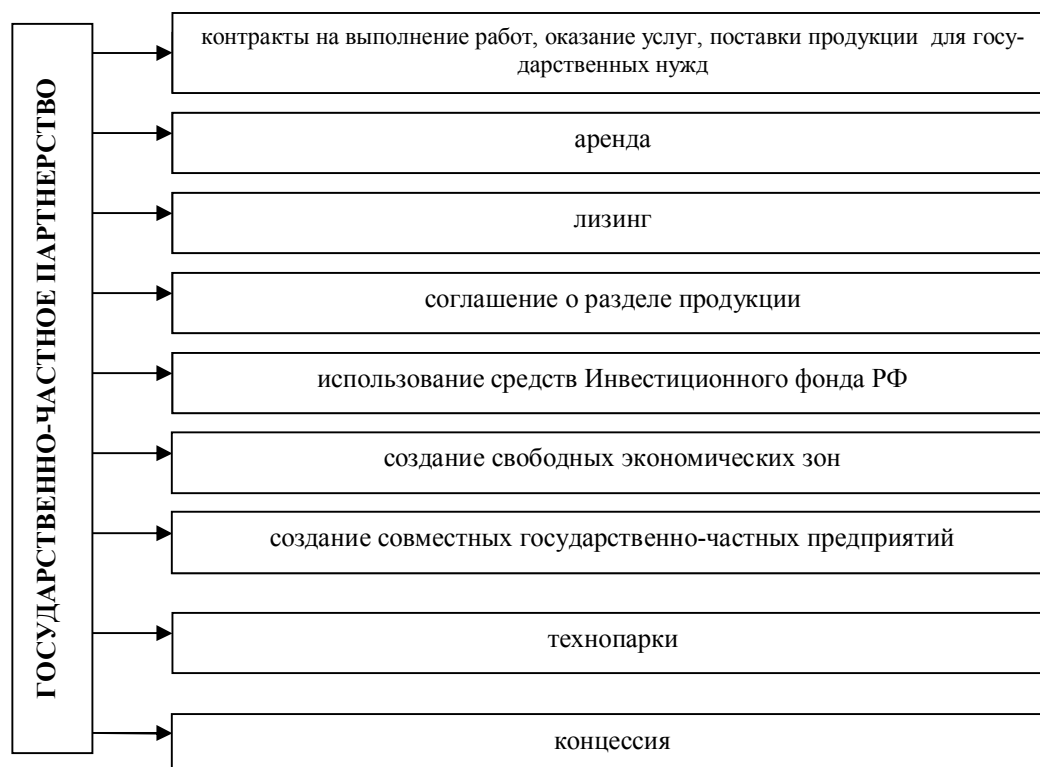 ГОСУДАРСТВЕННО-ЧАСТНОЕ ПАРТНЕРСТВО
контракты на выполнение работ, оказание услуг, поставки продукции для госу-
дарственных нужд
аренда
лизинг
соглашение о разделе продукции
использование средств Инвестиционного фонда РФ
создание свободных экономических зон
создание совместных государственно-частных предприятий
технопарки
концессия